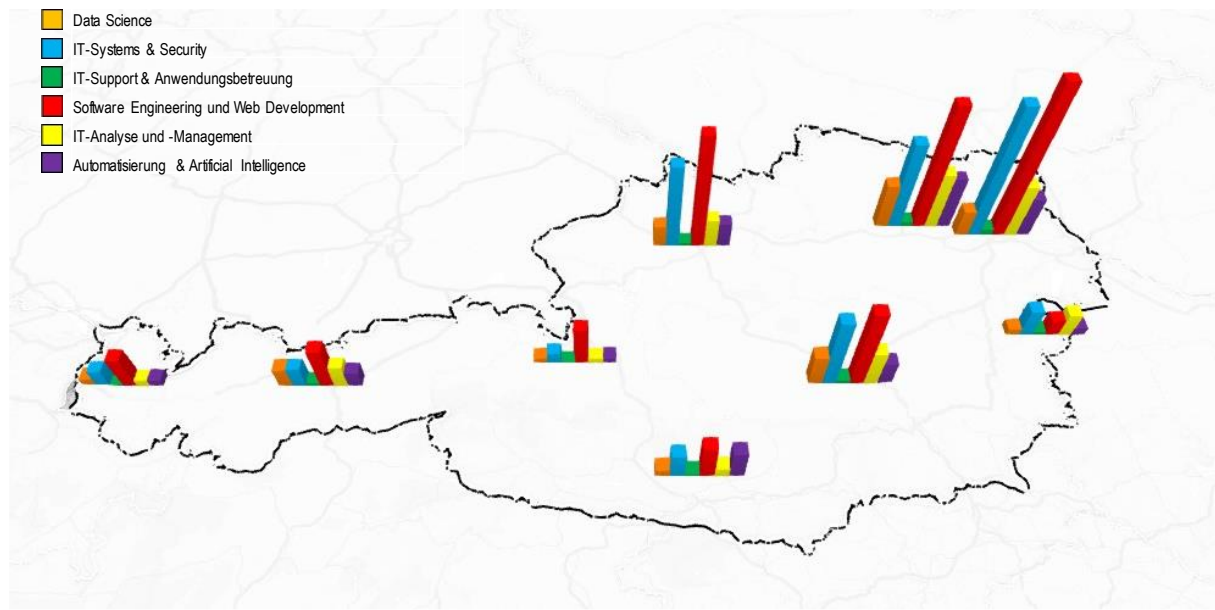 Data Science
IT-Systems & Security
IT-Support & Anwendungsbetreuung
Software Engineering und Web Development
IT-Analyse und -Management
Automatisierung & Artificial Intelligence